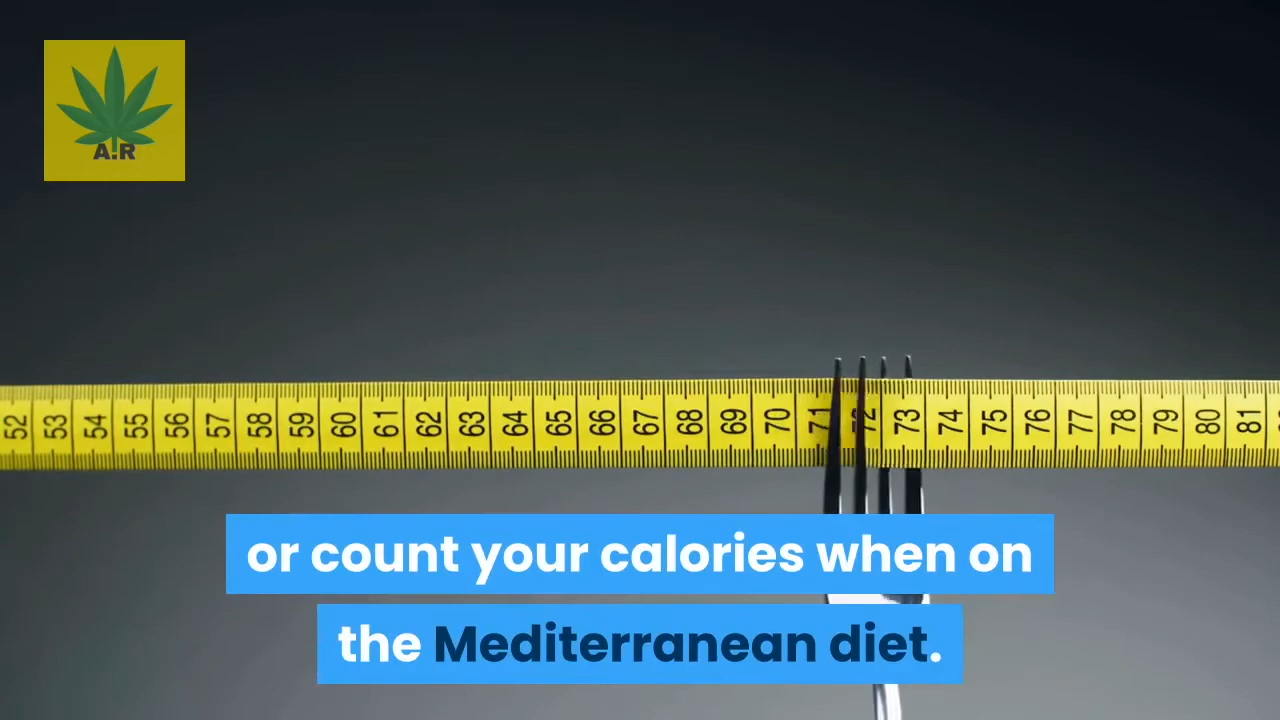 A!R
52 53 54 55 56 57 58 59 60 61 62 63 64 65 66 67 68 69 70 71 72 73 74 75 76 77 78 79 80 81
or count your calories when on
the Mediterranean diet.